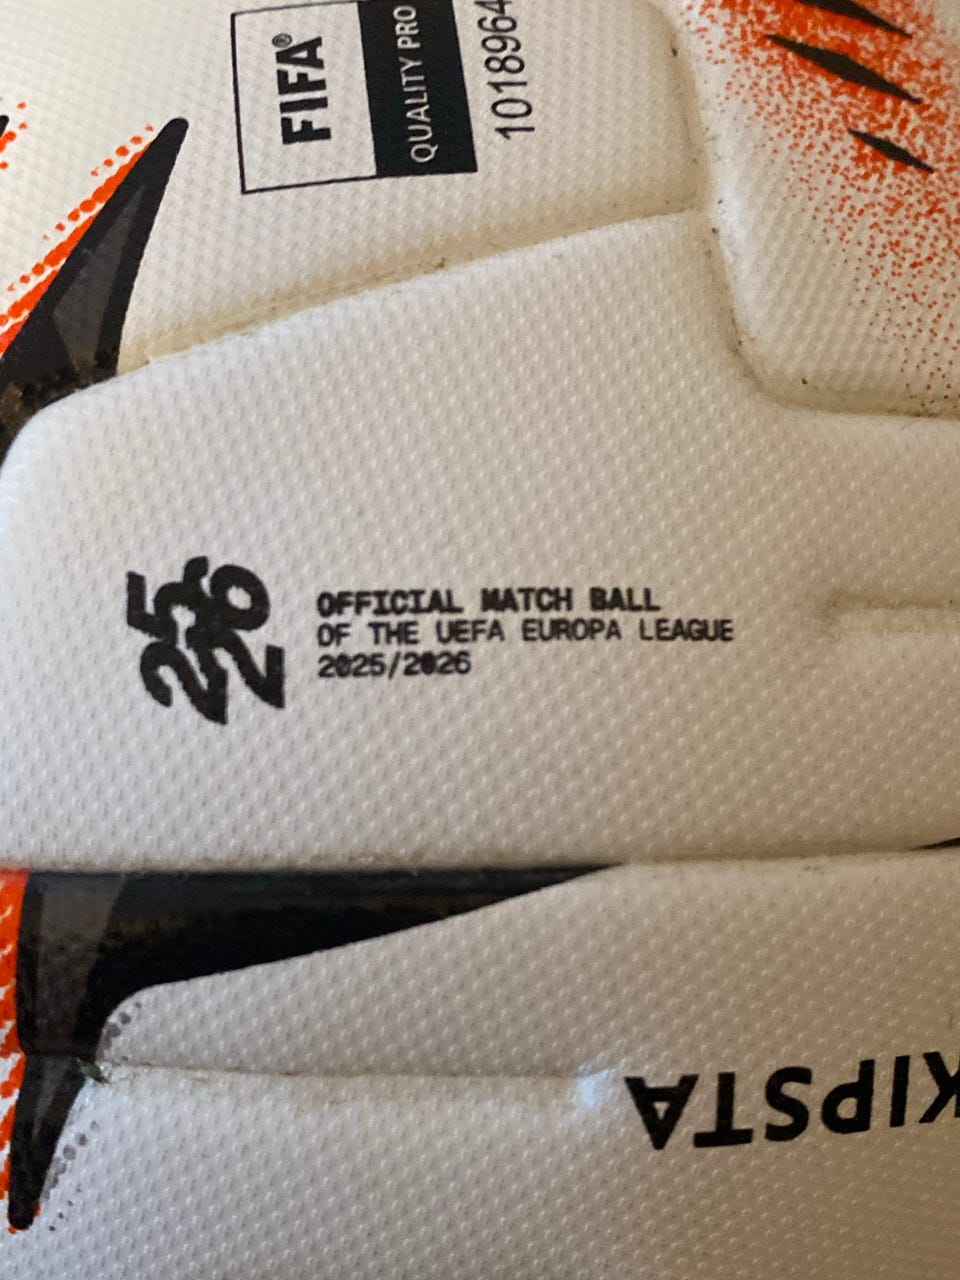 FIFA®
QUALITY PRO
1018964
25
26
OFFICIAL MATCH BALL
OF THE UEFA EUROPA LEAGUE
2025/2026
KIPSTA